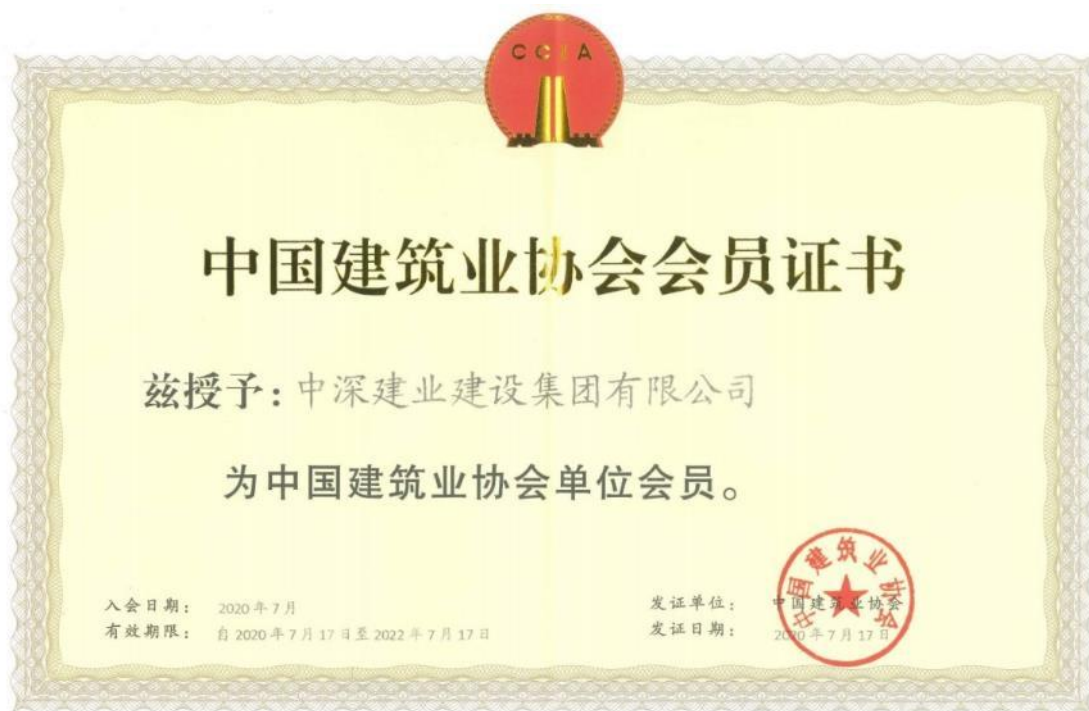 CCIA
中国建筑业协会会员证书
兹授予：中深建业建设集团有限公司
为中国建筑业协会单位会员。
入会日期： 2020年7月
有效期限： 自2020年7月17日至2022年7月17日
发证单位： 中国建筑业协会
发证日期： 2020年7月17日
中国建筑业协会